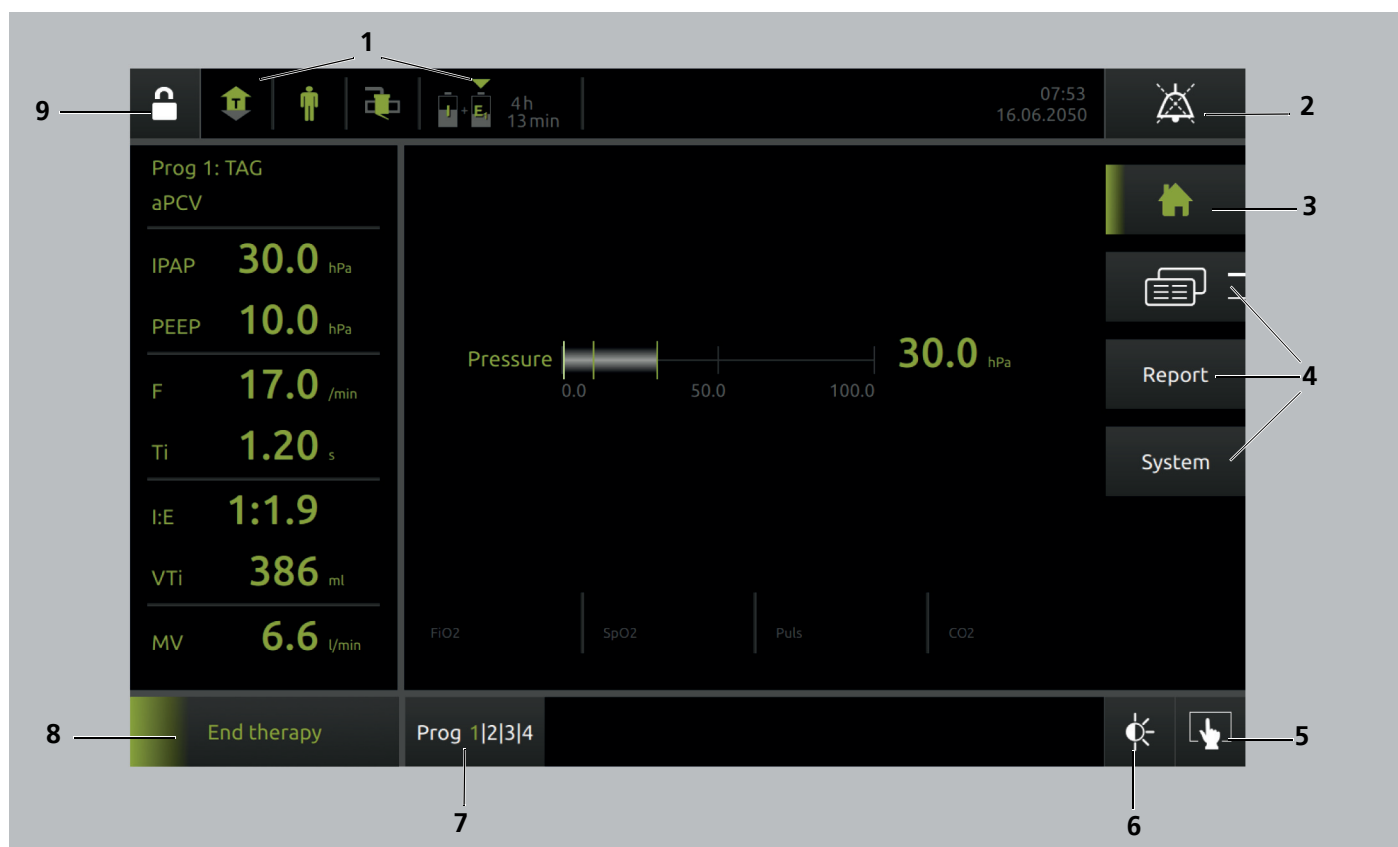 1
9
T
I + E
4 h
13 min
07:53
16.06.2050
2
Prog 1: TAG
aPCV
IPAP 30.0 hPa
PEEP 10.0 hPa
F 17.0 /min
Ti 1.20 s
I:E 1:1.9
VTi 386 ml
MV 6.6 l/min
Pressure 30.0 hPa
0.0 50.0 100.0
FiO2 SpO2 Puls CO2
3
4
Report
System
8
End therapy
Prog 1|2|3|4
5
7
6